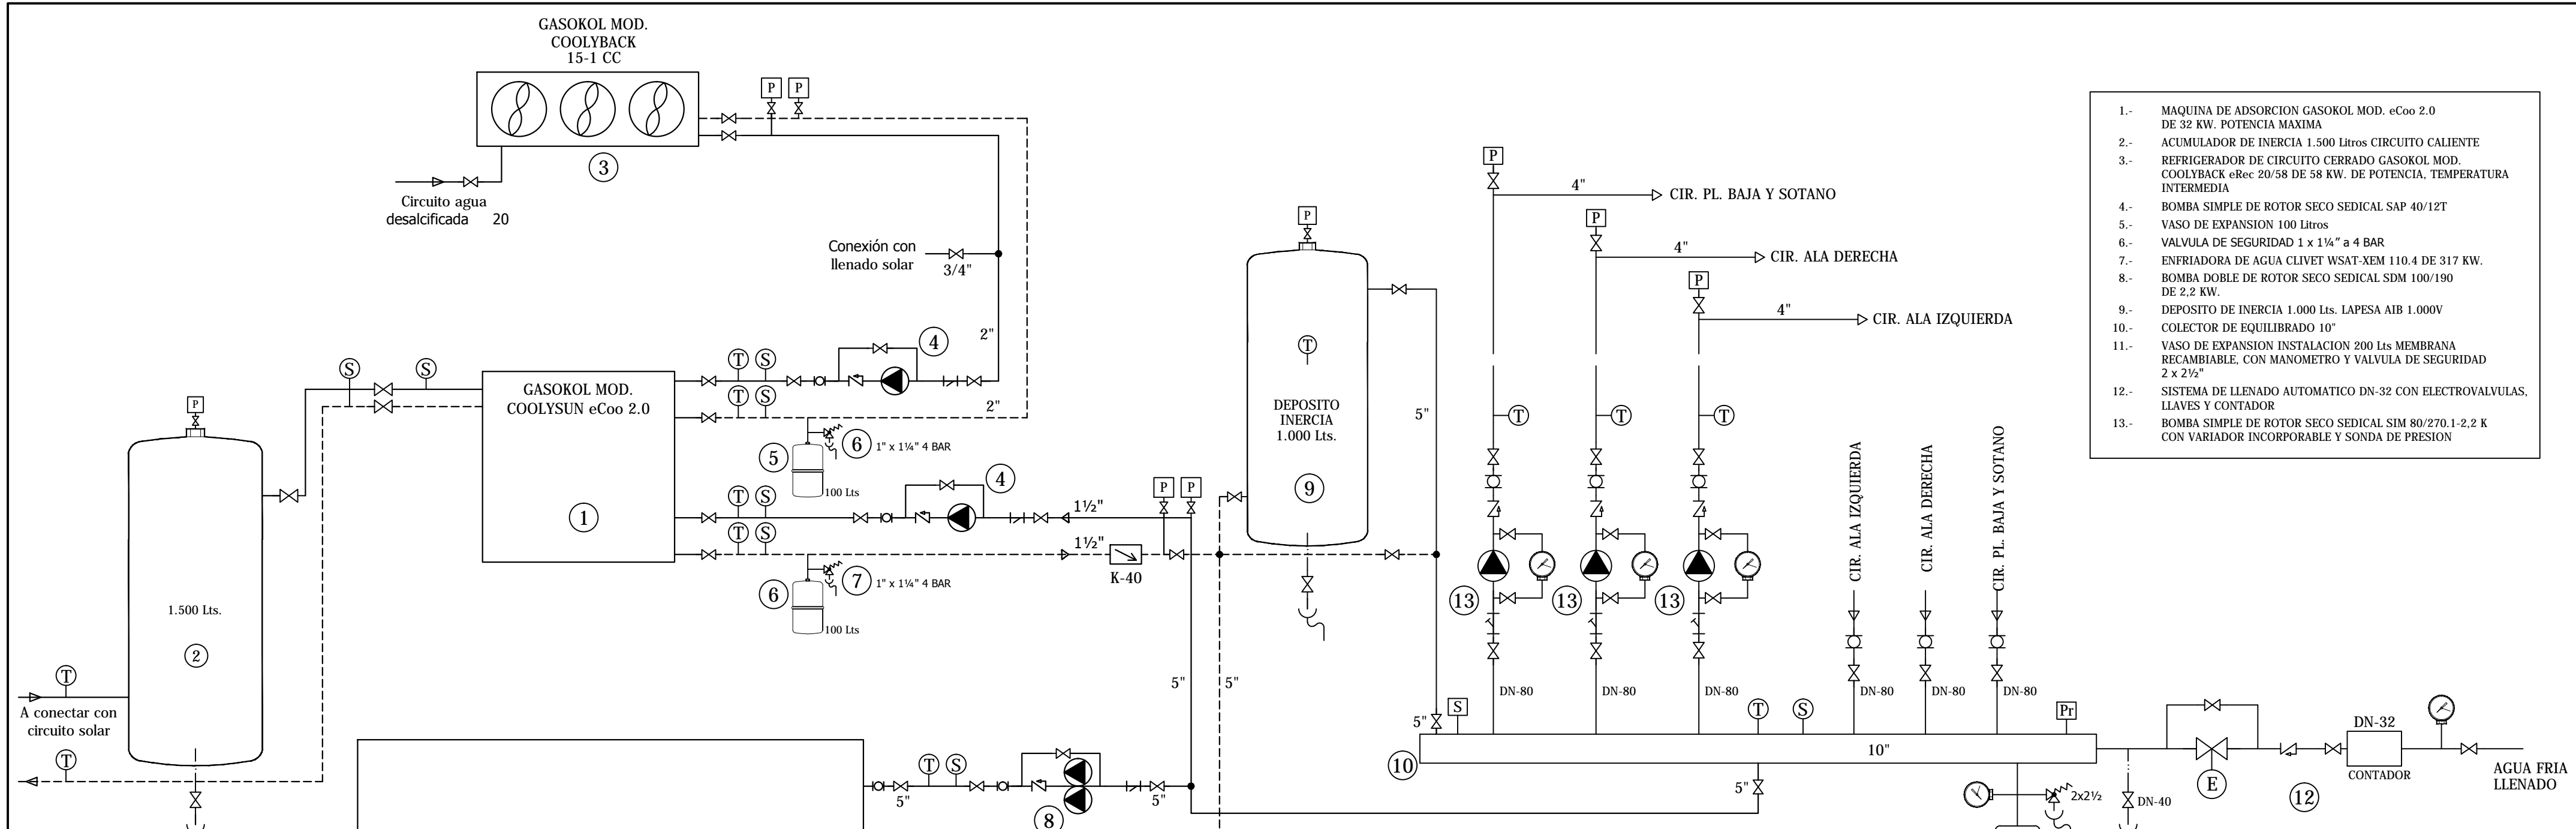 GASOKOL MOD.
COOLYBACK
15-1 CC
P
P
3
Circuito agua
desalcificada 20
Conexión con
llenado solar
3/4"
2"
2"
4
T
S
T
S
S
S
GASOKOL MOD.
COOLYSUN eCoo 2.0
1
5
6
1" x 1¼" 4 BAR
100 Lts
T
S
T
S
4
1½"
1½"
K-40
P
P
6
7
1" x 1¼" 4 BAR
100 Lts
P
1.500 Lts.
2
T
A conectar con
circuito solar
T
P
T
DEPOSITO
INERCIA
1.000 Lts.
9
5"
5"
5"
5"
P
4"
CIR. PL. BAJA Y SOTANO
P
4"
CIR. ALA DERECHA
P
4"
CIR. ALA IZQUIERDA
T
T
T
13
13
13
DN-80
DN-80
DN-80
CIR. ALA IZQUIERDA
CIR. ALA DERECHA
CIR. PL. BAJA Y SOTANO
DN-80
DN-80
DN-80
S
T
S
Pr
10"
10
5"
T
S
5"
5"
8
2x2½
DN-40
E
12
DN-32
CONTADOR
AGUA FRIA
LLENADO
1.- MAQUINA DE ADSORCION GASOKOL MOD. eCoo 2.0
DE 32 KW. POTENCIA MAXIMA
2.- ACUMULADOR DE INERCIA 1.500 Litros CIRCUITO CALIENTE
3.- REFRIGERADOR DE CIRCUITO CERRADO GASOKOL MOD.
COOLYBACK eRec 20/58 DE 58 KW. DE POTENCIA, TEMPERATURA
INTERMEDIA
4.- BOMBA SIMPLE DE ROTOR SECO SEDICAL SAP 40/12T
5.- VASO DE EXPANSION 100 Litros
6.- VALVULA DE SEGURIDAD 1 x 1¼” a 4 BAR
7.- ENFRIADORA DE AGUA CLIVET WSAT-XEM 110.4 DE 317 KW.
8.- BOMBA DOBLE DE ROTOR SECO SEDICAL SDM 100/190
DE 2,2 KW.
9.- DEPOSITO DE INERCIA 1.000 Lts. LAPESA AIB 1.000V
10.- COLECTOR DE EQUILIBRADO 10"
11.- VASO DE EXPANSION INSTALACION 200 Lts MEMBRANA
RECAMBIABLE, CON MANOMETRO Y VALVULA DE SEGURIDAD
2 x 2½"
12.- SISTEMA DE LLENADO AUTOMATICO DN-32 CON ELECTROVALVULAS,
LLAVES Y CONTADOR
13.- BOMBA SIMPLE DE ROTOR SECO SEDICAL SIM 80/270.1-2,2 K
CON VARIADOR INCORPORABLE Y SONDA DE PRESION